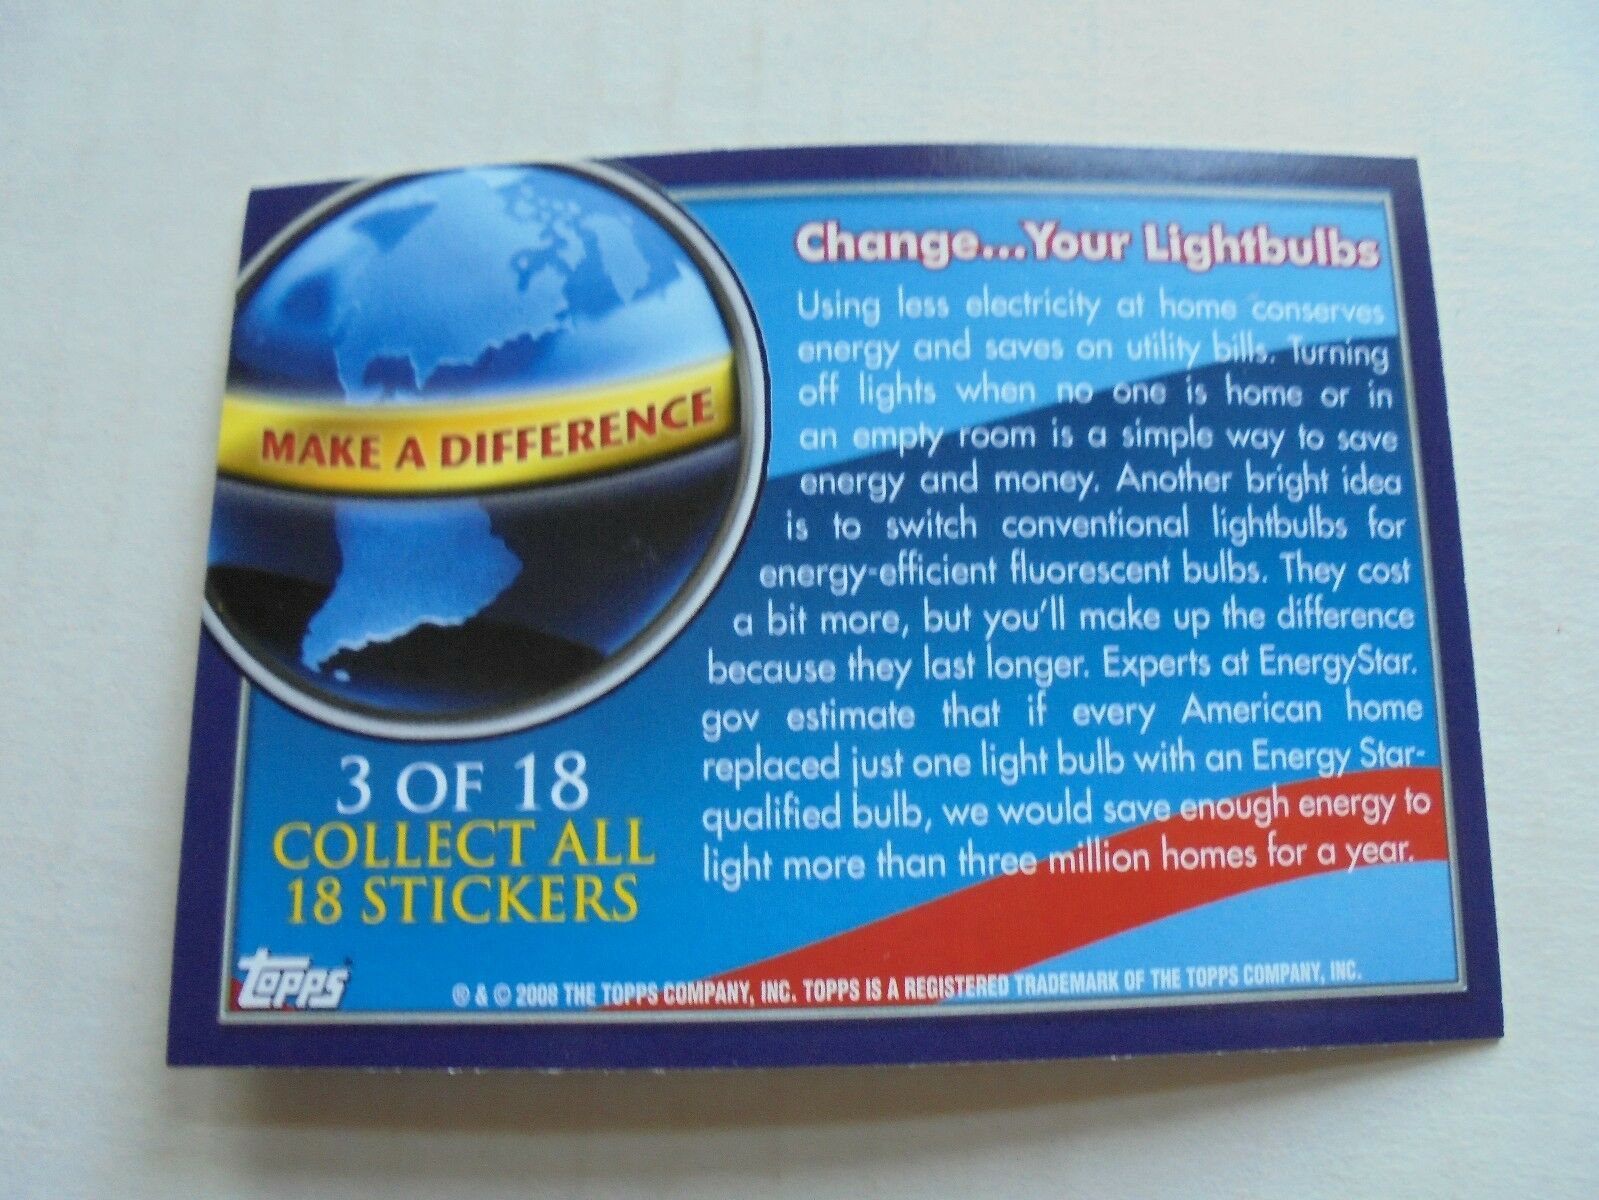 MAKE A DIFFERENCE
3 OF 18
COLLECT ALL
18 STICKERS
Change...Your Lightbulbs
Using less electricity at home conserves
energy and saves on utility bills. Turning
off lights when no one is home or in
an empty room is a simple way to save
energy and money. Another bright idea
is to switch conventional lightbulbs for
energy-efficient fluorescent bulbs. They cost
a bit more, but you'll make up the difference
because they last longer. Experts at EnergyStar.
gov estimate that if every American home
replaced just one light bulb with an Energy Star-
qualified bulb, we would save enough energy to
light more than three million homes for a year.
topps
® & © 2008 THE TOPPS COMPANY, INC. TOPPS IS A REGISTERED TRADEMARK OF THE TOPPS COMPANY, INC.